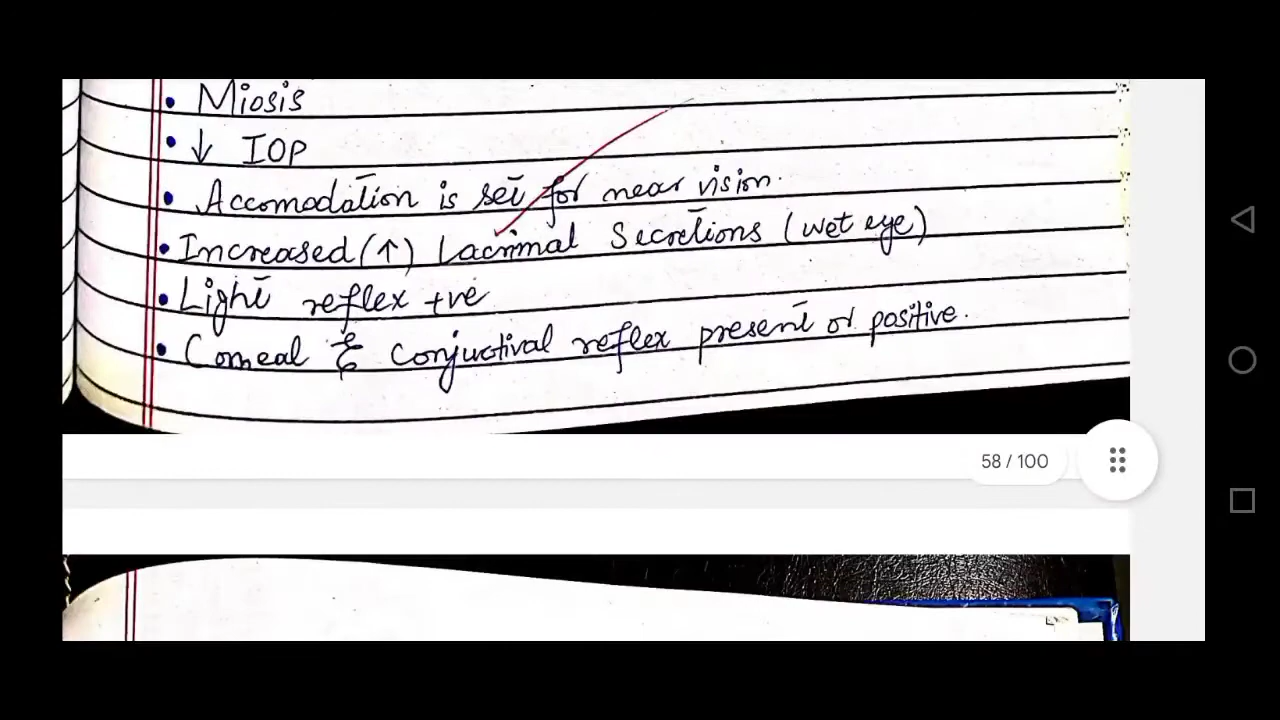 • Miosis
• ↓ IOP
• Accomodation is set for near vision.
• Increased (↑) Lacrimal Secretions (wet eye)
• Light reflex +ve
• Corneal & Conjuctival reflex present or positive.
58 / 100